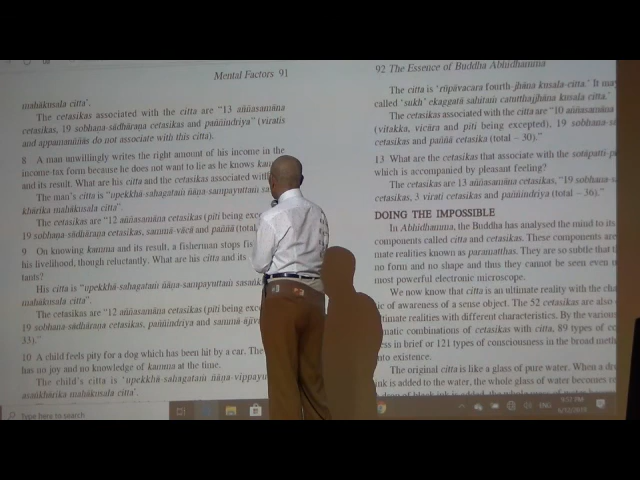 Mental Factors 91
mahākusala citta'.
The cetasikas associated with the citta are "13 aññasamāna
cetasikas, 19 sobhaṇa-sādhāraṇa cetasikas and paññindriya" (viratis
and appamaññās do not associate with this citta).
8 A man unwillingly writes the right amount of his income in the
income tax form because he does not want to lie as he knows
and its result. What are his citta and the cetasikas associated
The man's citta is "upekkhā-sahagataṁ ñāṇa-sampayuttaṁ
khārika mahākusala citta".
The cetasikas are "12 aññasamāna cetasikas (pīti being
19 sobhaṇa-sādhāraṇa cetasikas, sammā-vācā and paññā (total
9 On knowing kamma and its result, a fisherman stops
his livelihood, though reluctantly. What are his citta and its
tants?
His citta is "upekkhā-sahagataṁ ñāṇa-sampayuttaṁ
mahākusala citta".
The cetasikas are "12 aññasamāna cetasikas (pīti being
19 sobhaṇa-sādhāraṇa cetasikas, paññindriya and sammā
33)."
10 A child feels pity for a dog which has been hit by a car. The
has no joy and no knowledge of kamma at the time.
The child's citta is 'upekkhā sahagataṁ
asaṅkhārika mahākusala citta'.
92 The Essence of Buddha Abhidhamma
The citta is 'rūpāvacara fourth-jhāna kusala-citta.' It may
called 'sukh' ekaggatā sahitaṁ catutthajjhāna kusala citta.'
The cetasikas associated with the citta are "10 aññasamāna
(vitakka, vicāra and pīti being excepted), 19 sobhaṇa
cetasikas and paññā cetasika (total – 30)."
13. What are the cetasikas that associate with the
which is accompanied by pleasant feeling?
The cetasikas are 13 aññasamāna cetasikas, "19 sobhaṇa
cetasikas, 3 virati cetasikas and paññindriya (total –36)."
DOING THE IMPOSSIBLE
In Abhidhamma, the Buddha has analysed the mind to its
components called citta and cetasikas. These components are
mate realities known as paramatthas. They are so subtle that
no form and no shape and thus they cannot be seen even
most powerful electronic microscope.
We now know that citta is an ultimate reality with the
ic of awareness of a sense object. The 52 cetasikas are also
timate realities with different characteristics. By the various
matic combinations of cetasikas with citta, 89 types of
ess in brief or 121 types of consciousness in the broad
to existence.
The original citta is like a glass of pure water. When a
nk is added to the water, the whole glass of water becomes
Type here to search
ENG
9:57 PM